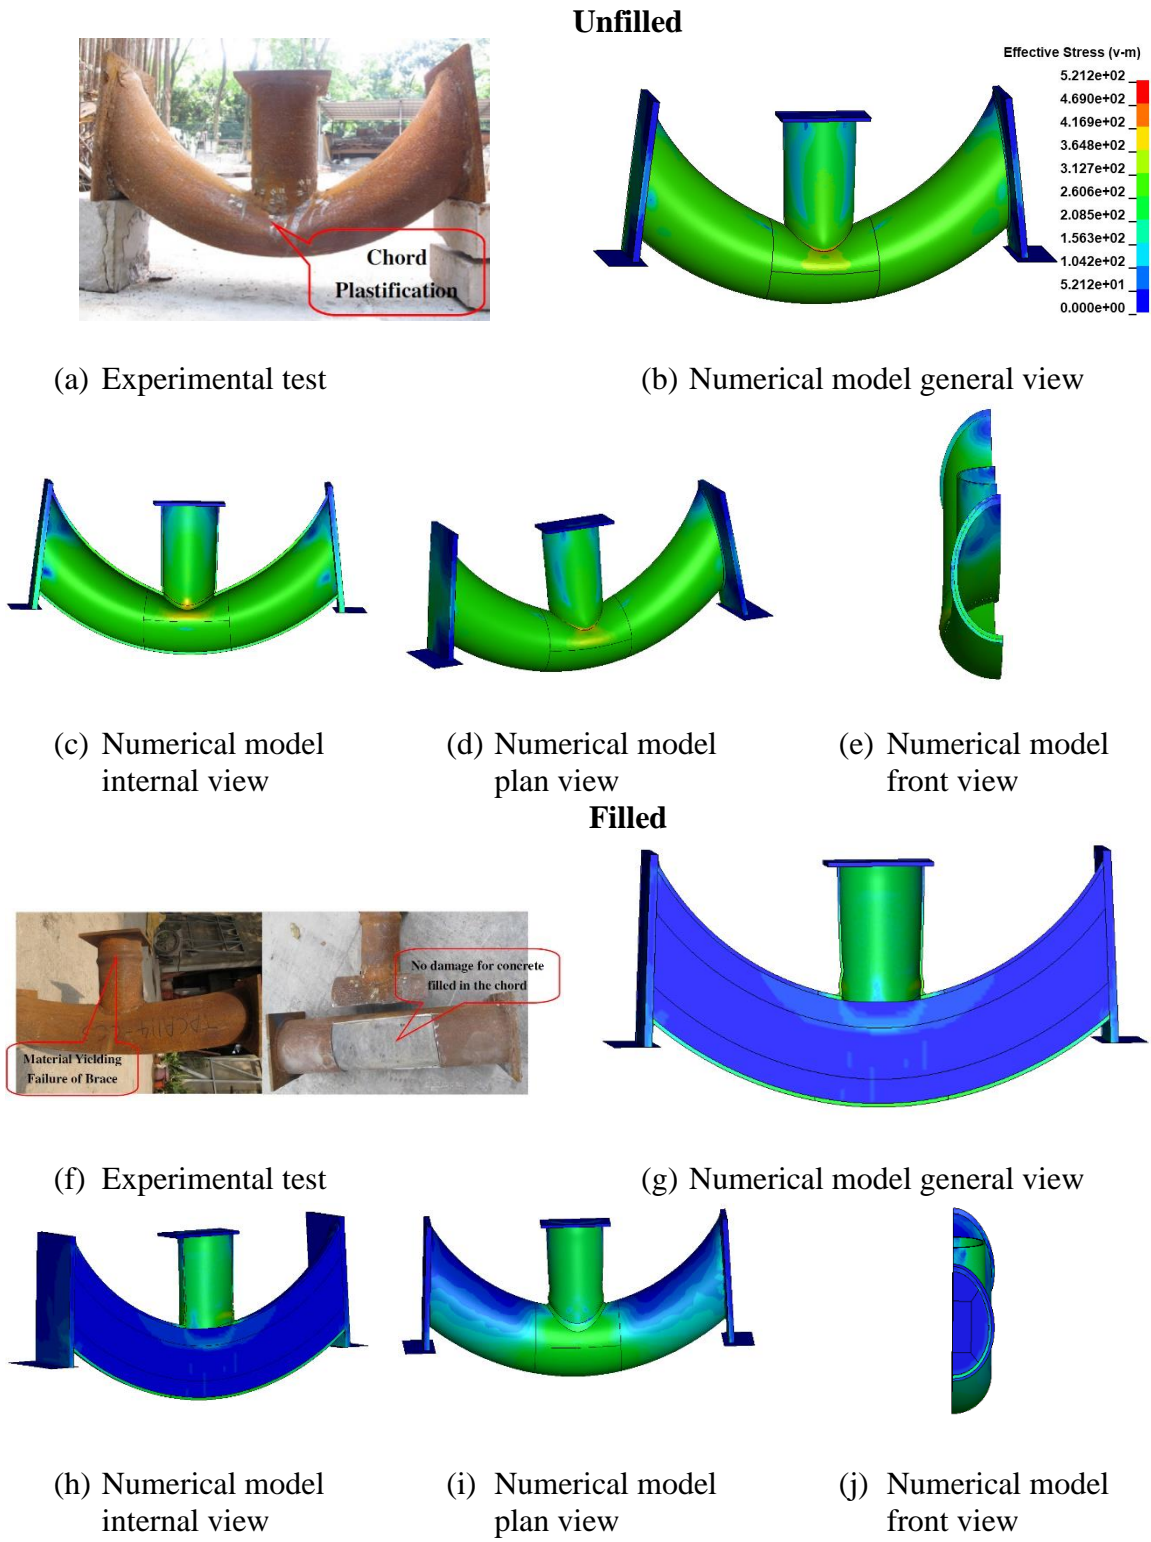 Unfilled
Chord
Plastification
Effective Stress (v-m)
5.212e+02
4.690e+02
4.169e+02
3.648e+02
3.127e+02
2.606e+02
2.085e+02
1.563e+02
1.042e+02
5.212e+01
0.000e+00
(a) Experimental test
(b) Numerical model general view
(c) Numerical model
internal view
(d) Numerical model
plan view
(e) Numerical model
front view
Filled
Material Yielding
Failure of Brace
No damage for concrete
filled in the chord
(f) Experimental test
(g) Numerical model general view
(h) Numerical model
internal view
(i) Numerical model
plan view
(j) Numerical model
front view